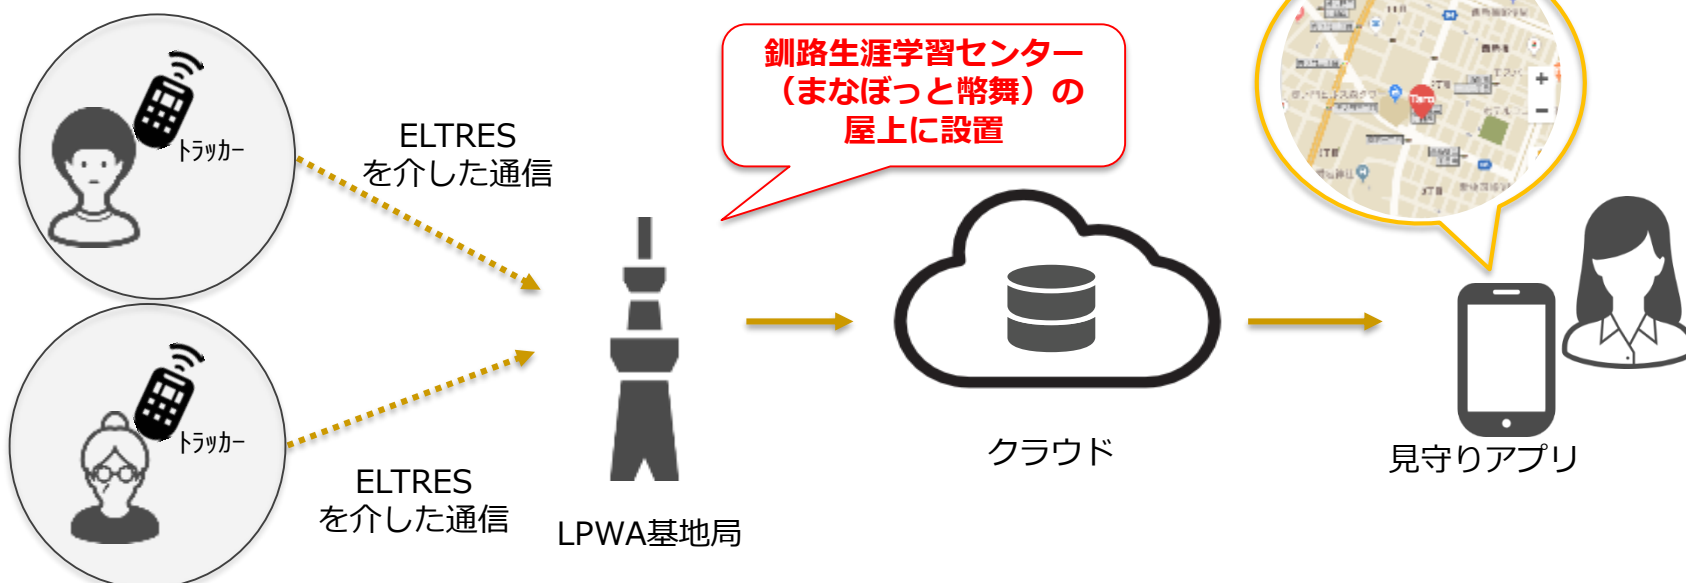 釧路生涯学習センター
（まなぼっと幣舞）の
屋上に設置
トラッカー
ELTRES
を介した通信
トラッカー
ELTRES
を介した通信
LPWA基地局
クラウド
見守りアプリ
Taro
+
−